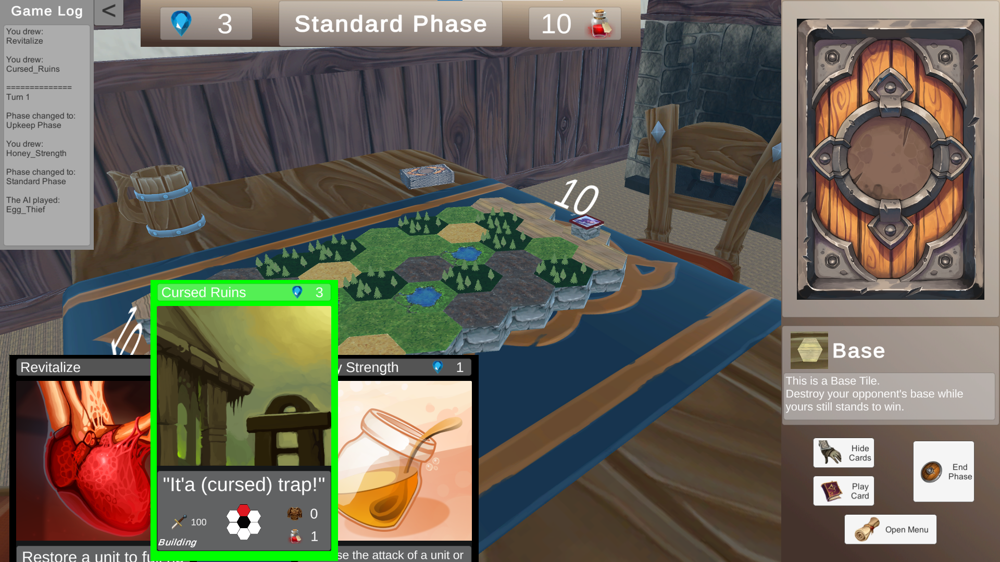 Game Log
<
You drew:
Revitalize
You drew:
Cursed_Ruins
==============
Turn 1
Phase changed to:
Upkeep Phase
You drew:
Honey_Strength
Phase changed to:
Standard Phase
The AI played:
Egg_Thief
3
Standard Phase
10
10
10
Cursed Ruins 3
"It'a (cursed) trap!"
100
0
1
Building
Revitalize
Restore a unit to full
y Strength 1
se the attack of a unit or
Base
This is a Base Tile.
Destroy your opponent's base while
yours still stands to win.
Hide
Cards
Play
Card
End
Phase
Open Menu